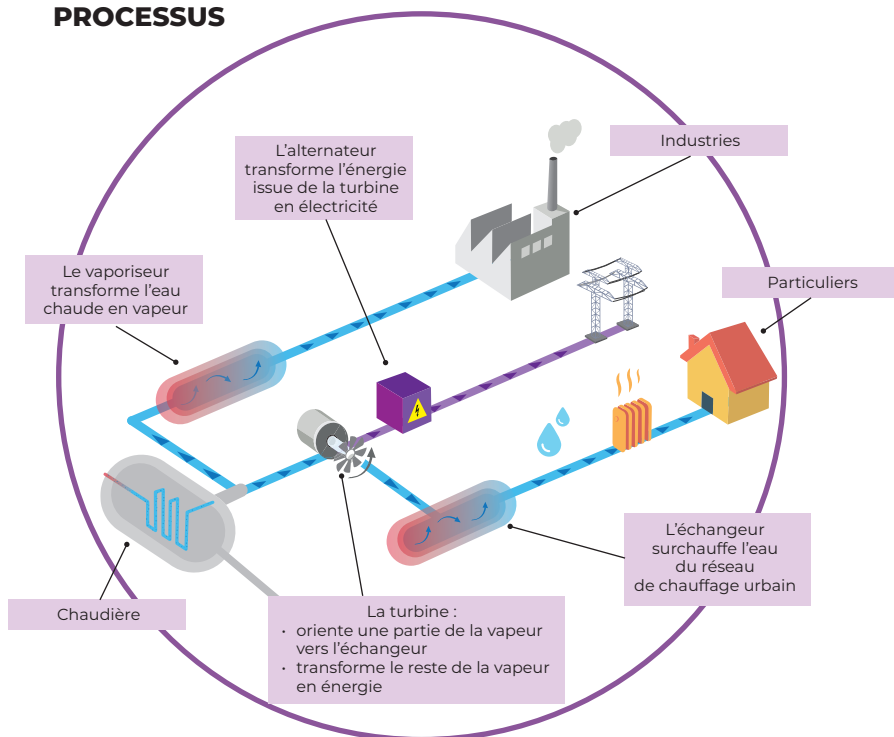 PROCESSUS
Industries
L’alternateur
transforme l’énergie
issue de la turbine
en électricité
Le vaporiseur
transforme l’eau
chaude en vapeur
Particuliers
L’échangeur
surchauffe l’eau
du réseau
de chauffage urbain
Chaudière
La turbine :
· oriente une partie de la vapeur
vers l’échangeur
· transforme le reste de la vapeur
en énergie